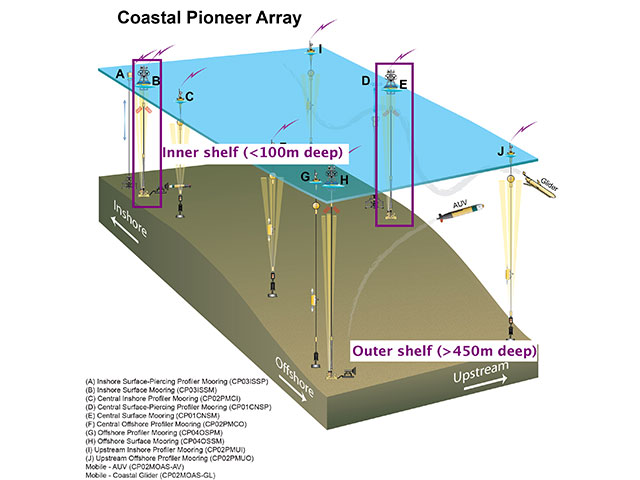 Coastal Pioneer Array
I
A
B
C
D
E
Inner shelf (<100m deep)
G
H
J
Glider
AUV
Inshore
Outer shelf (>450m deep)
Offshore
Upstream
(A) Inshore Surface-Piercing Profiler Mooring (CP03ISSP)
(B) Inshore Surface Mooring (CP03ISSM)
(C) Central Inshore Profiler Mooring (CP02PMCI)
(D) Central Surface-Piercing Profiler Mooring (CP01CNSP)
(E) Central Surface Mooring (CP01CNSM)
(F) Central Offshore Profiler Mooring (CP02PMCO)
(G) Offshore Profiler Mooring (CP04OSPM)
(H) Offshore Surface Mooring (CP04OSSM)
(I) Upstream Inshore Profiler Mooring (CP02PMUI)
(J) Upstream Offshore Profiler Mooring (CP02PMUO)
Mobile - AUV (CP02MOAS-AV)
Mobile - Coastal Glider (CP02MOAS-GL)